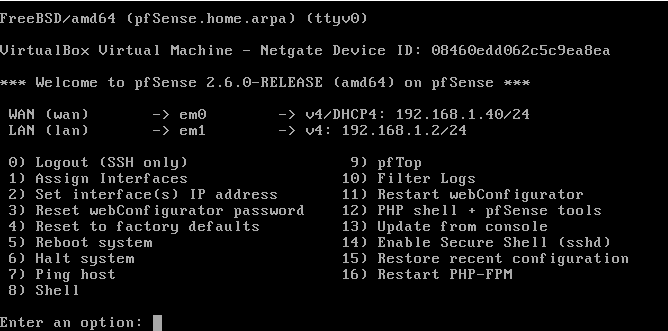 FreeBSD/amd64 (pfSense.home.arpa) (ttyv0)
VirtualBox Virtual Machine - Netgate Device ID: 08460edd062c5c9ea8ea
*** Welcome to pfSense 2.6.0-RELEASE (amd64) on pfSense ***
WAN (wan) -> em0 -> v4/DHCP4: 192.168.1.40/24
LAN (lan) -> em1 -> v4: 192.168.1.2/24
0) Logout (SSH only) 9) pfTop
1) Assign Interfaces 10) Filter Logs
2) Set interface(s) IP address 11) Restart webConfigurator
3) Reset webConfigurator password 12) PHP shell + pfSense tools
4) Reset to factory defaults 13) Update from console
5) Reboot system 14) Enable Secure Shell (sshd)
6) Halt system 15) Restore recent configuration
7) Ping host 16) Restart PHP-FPM
8) Shell
Enter an option: